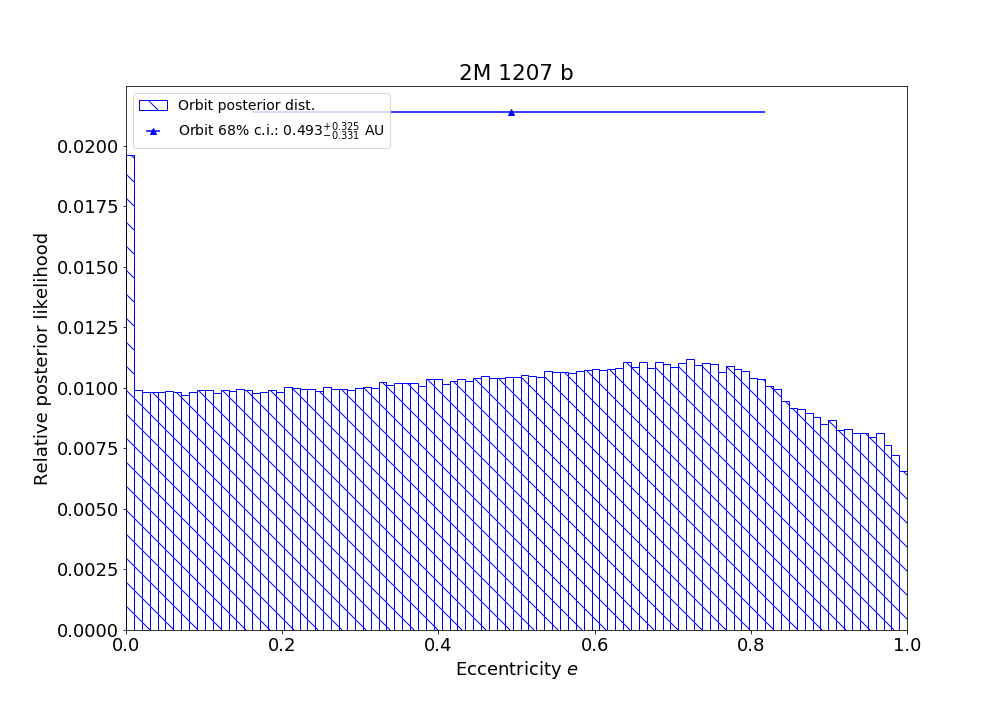 2M 1207 b
Orbit posterior dist.
Orbit 68% c.i.: 0.493^{+0.325}_{-0.331} AU
Relative posterior likelihood
0.0200
0.0175
0.0150
0.0125
0.0100
0.0075
0.0050
0.0025
0.0000
0.0 0.2 0.4 0.6 0.8 1.0
Eccentricity e